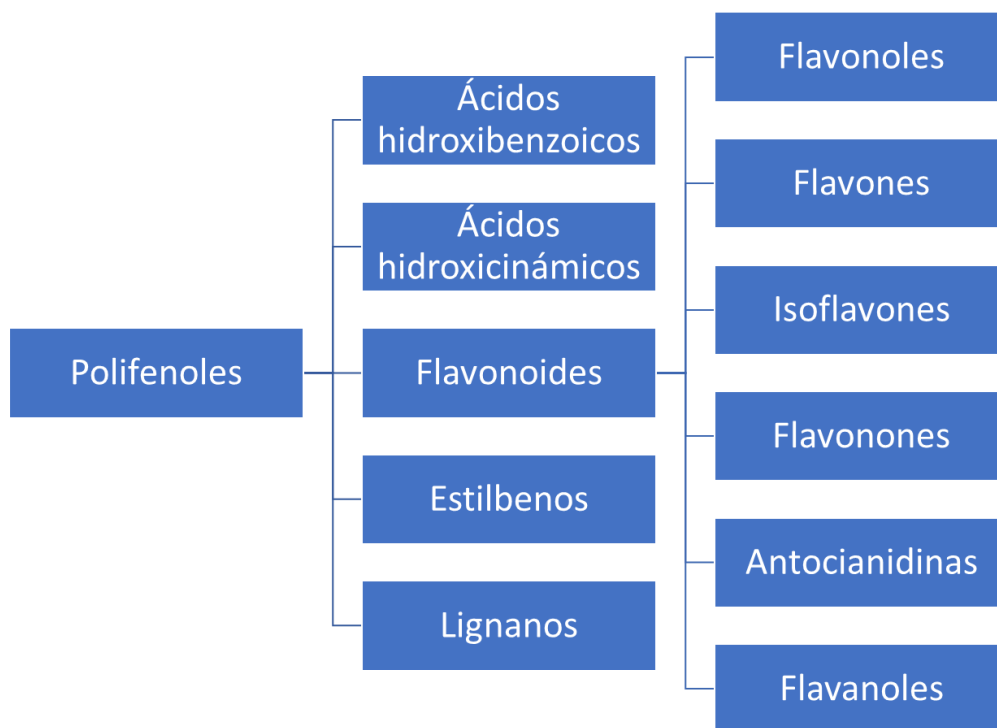 Polifenoles
Ácidos
hidroxibenzoicos
Ácidos
hidroxicinámicos
Flavonoides
Estilbenos
Lignanos
Flavonoles
Flavones
Isoflavones
Flavonones
Antocianidinas
Flavanoles